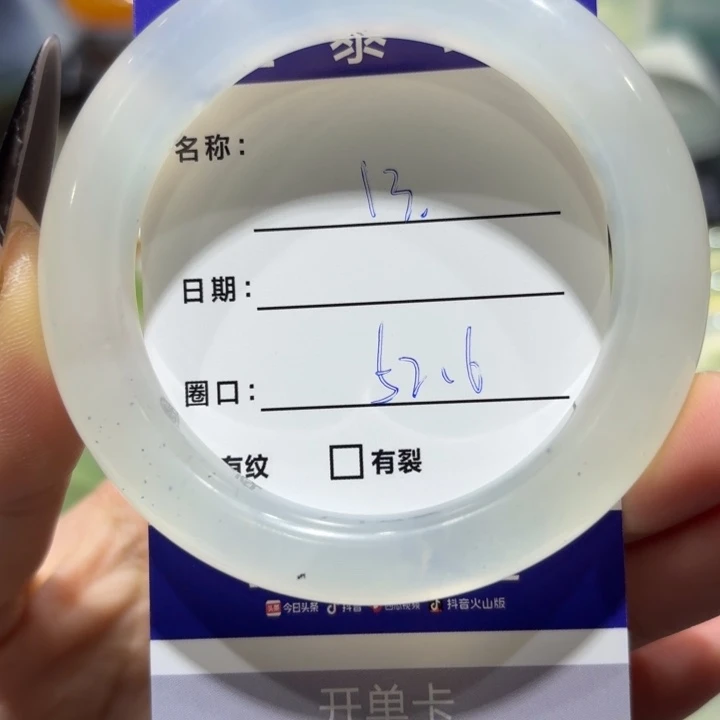 泰
名称：13.
日期：
圈口：52.6
有纹 □有裂
今日头条 抖音 西瓜视频 抖音火山版
开单卡